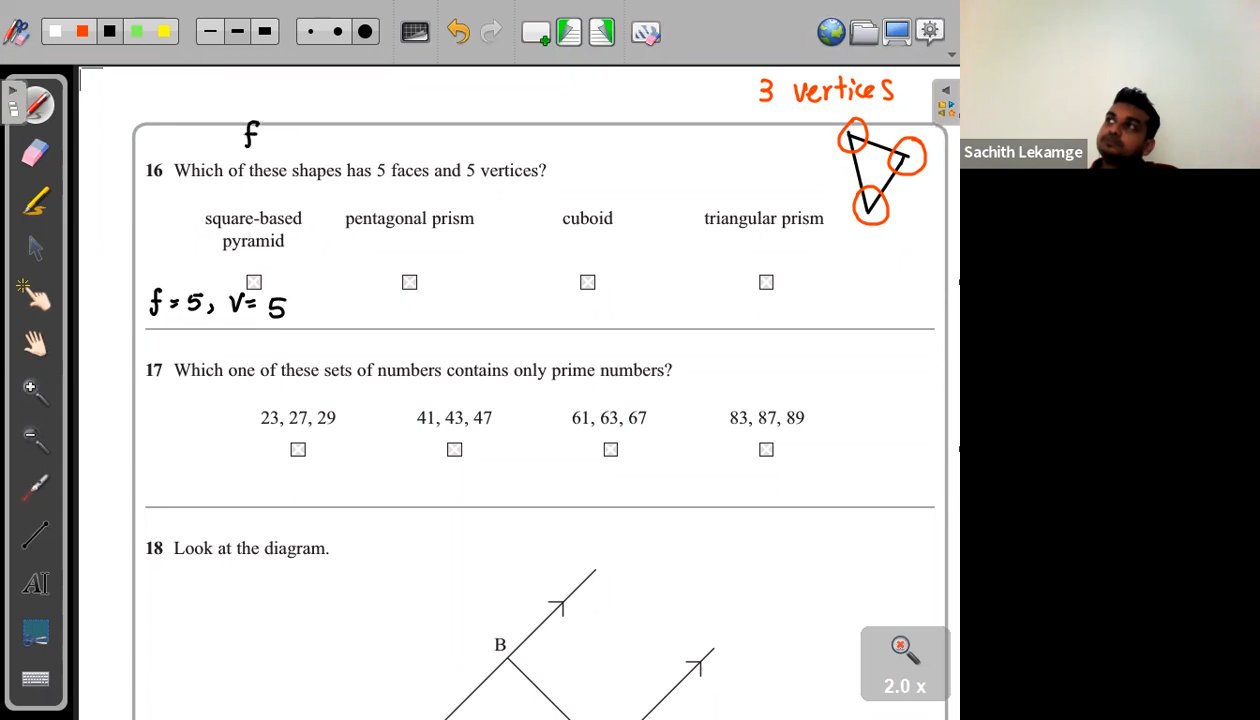 3 vertices
f
16 Which of these shapes has 5 faces and 5 vertices?
square-based pentagonal prism cuboid triangular prism
pyramid
f = 5, V = 5
17 Which one of these sets of numbers contains only prime numbers?
23, 27, 29 41, 43, 47 61, 63, 67 83, 87, 89
18 Look at the diagram.
B
2.0 x
Sachith Lekamge
AI